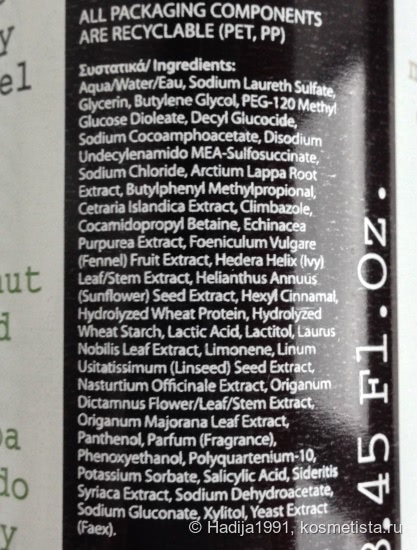 ALL PACKAGING COMPONENTS
ARE RECYCLABLE (PET, PP)
Συστατικά/ Ingredients:
Aqua/Water/Eau, Sodium Laureth Sulfate,
Glycerin, Butylene Glycol, PEG-120 Methyl
Glucose Dioleate, Decyl Glucocide,
Sodium Cocoamphoacetate, Disodium
Undecylenamido MEA-Sulfosuccinate,
Sodium Chloride, Arctium Lappa Root
Extract, Butylphenyl Methylpropional,
Cetraria Islandica Extract, Climbazole,
Cocamidopropyl Betaine, Echinacea
Purpurea Extract, Foeniculum Vulgare
(Fennel) Fruit Extract, Hedera Helix (Ivy)
Leaf/Stem Extract, Helianthus Annuus
(Sunflower) Seed Extract, Hexyl Cinnamal,
Hydrolyzed Wheat Protein, Hydrolyzed
Wheat Starch, Lactic Acid, Lactitol, Laurus
Nobilis Leaf Extract, Limonene, Linum
Usitatissimum (Linseed) Seed Extract,
Nasturtium Officinale Extract, Origanum
Dictamnus Flower/Leaf/Stem Extract,
Origanum Majorana Leaf Extract,
Panthenol, Parfum (Fragrance),
Phenoxyethanol, Polyquarternium-10,
Potassium Sorbate, Salicylic Acid, Sideritis
Syriaca Extract, Sodium Dehydroacetate,
Sodium Gluconate, Xylitol, Yeast Extract
(Faex).
8.45 Fl.Oz.
© Hadija1991, kosmetista.ru